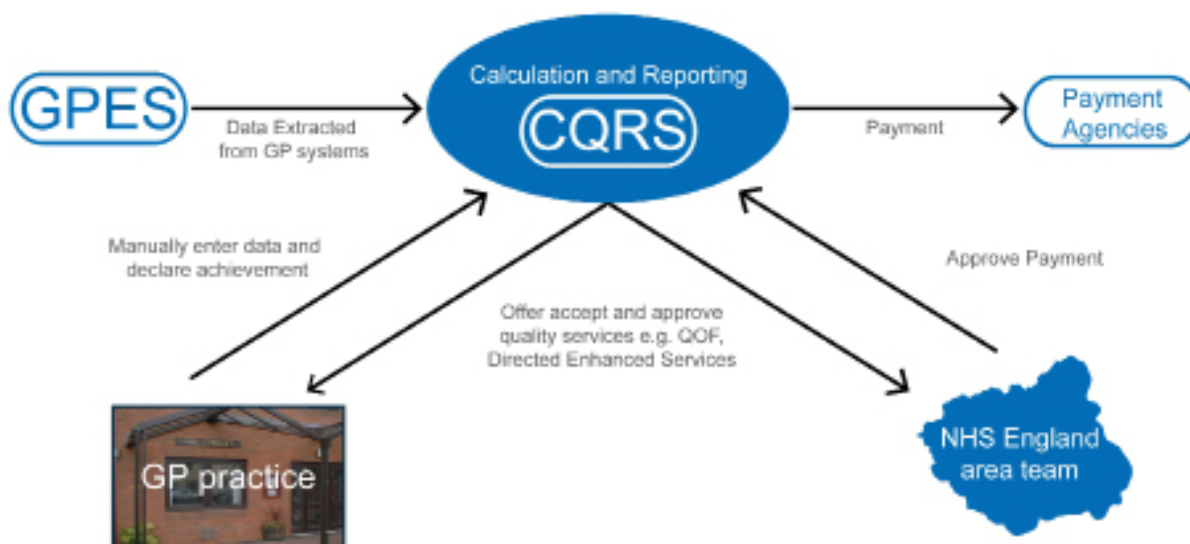 Calculation and Reporting
GPES
CQRS
Payment
Agencies
Data Extracted
from GP systems
Payment
Manually enter data and
declare achievement
Approve Payment
Offer accept and approve
quality services e.g. QOF,
Directed Enhanced Services
GP practice
NHS England
area team